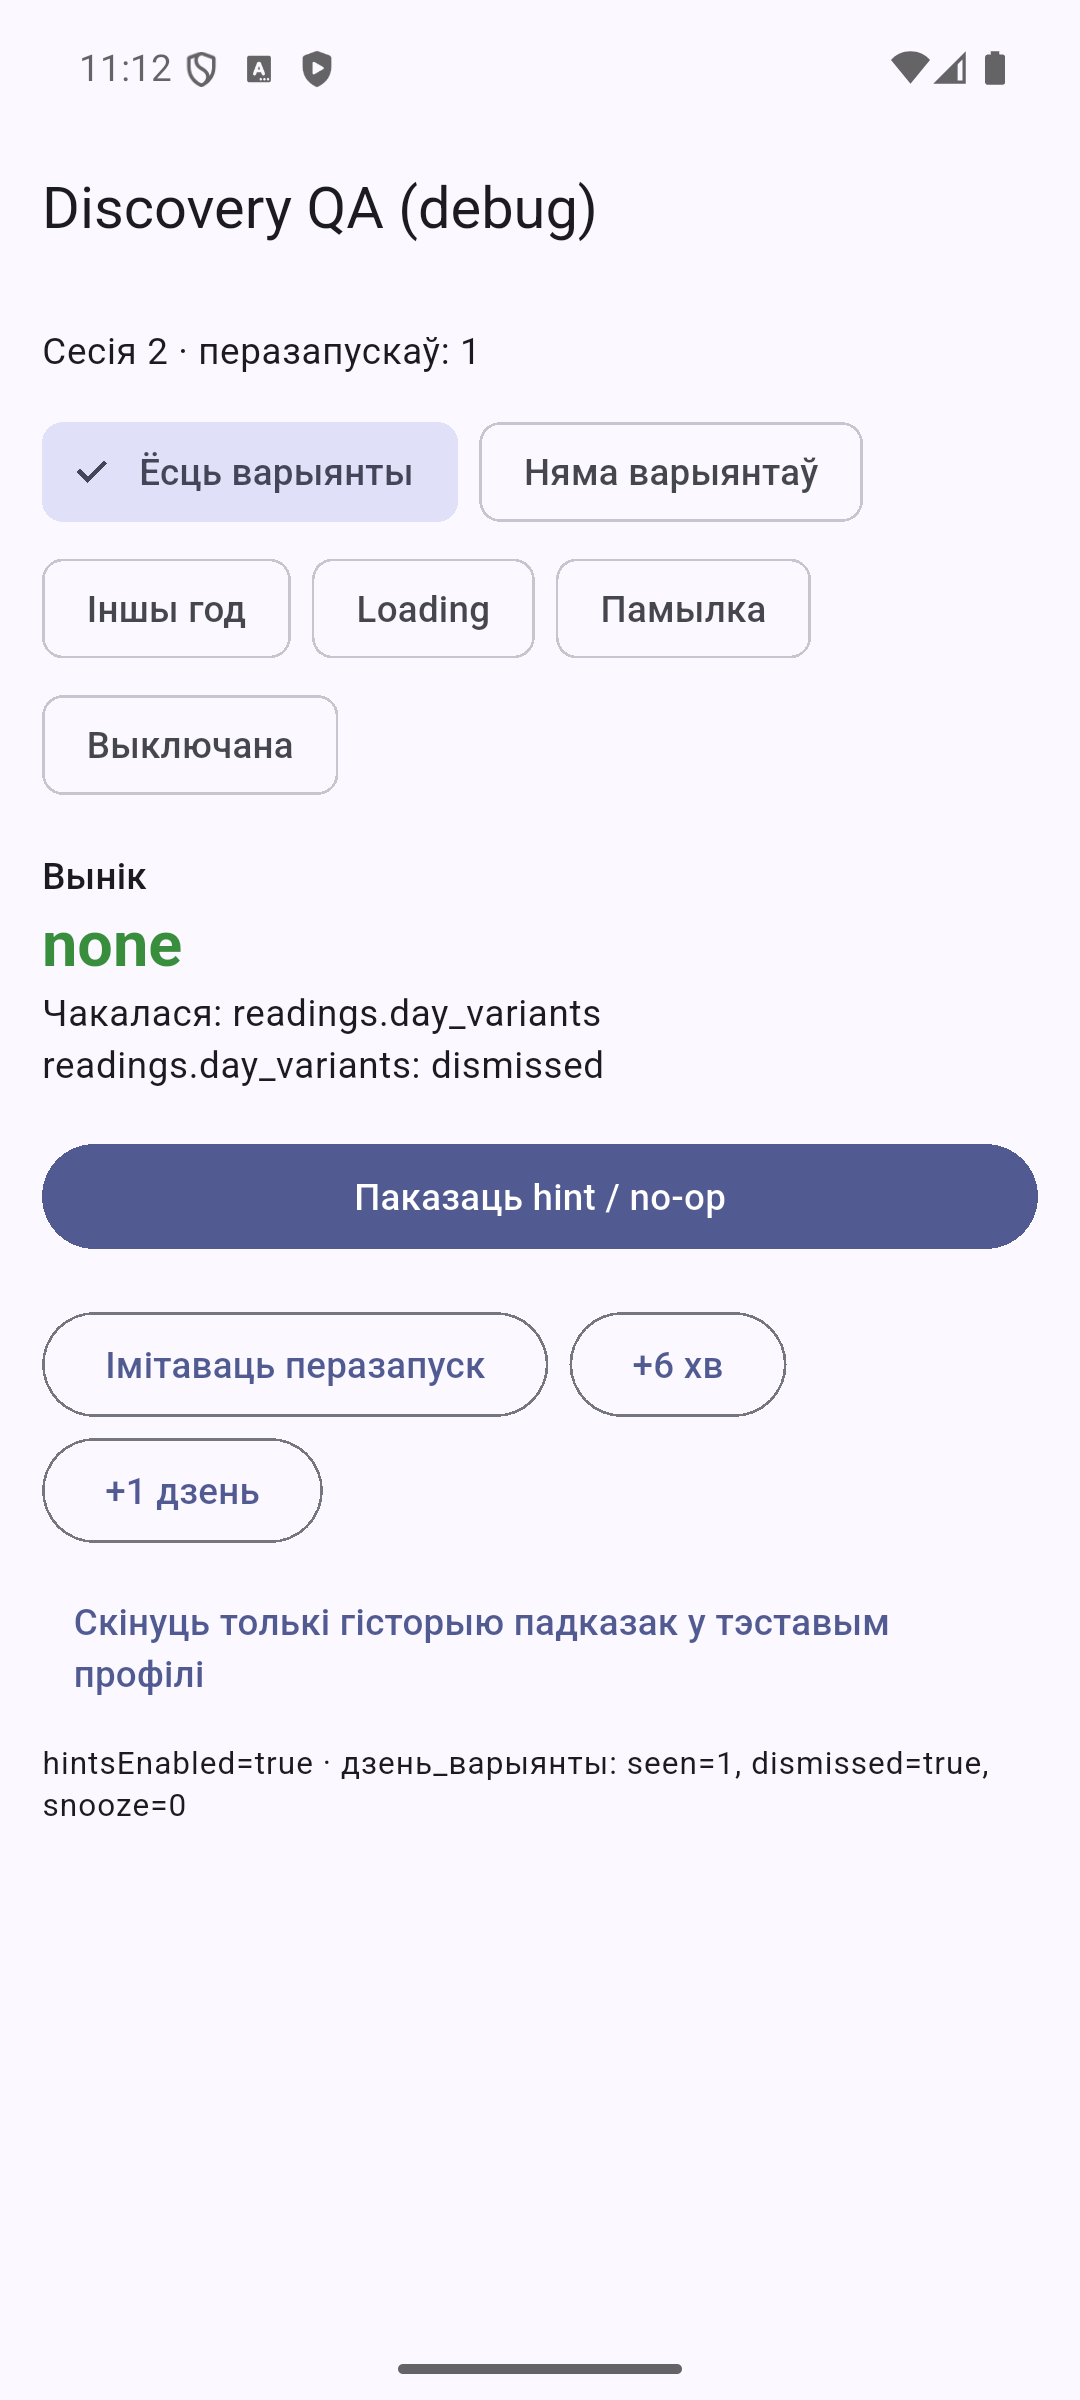 11:12
Discovery QA (debug)
Сесія 2 · перазапускаў: 1
Ёсць варыянты Няма варыянтаў
Іншы год Loading Памылка
Выключана
Вынік
none
Чакалася: readings.day_variants
readings.day_variants: dismissed
Паказаць hint / no-op
Імітаваць перазапуск +6 хв
+1 дзень
Скінуць толькі гісторыю падказак у тэставым
профілі
hintsEnabled=true · дзень_варыянты: seen=1, dismissed=true,
snooze=0